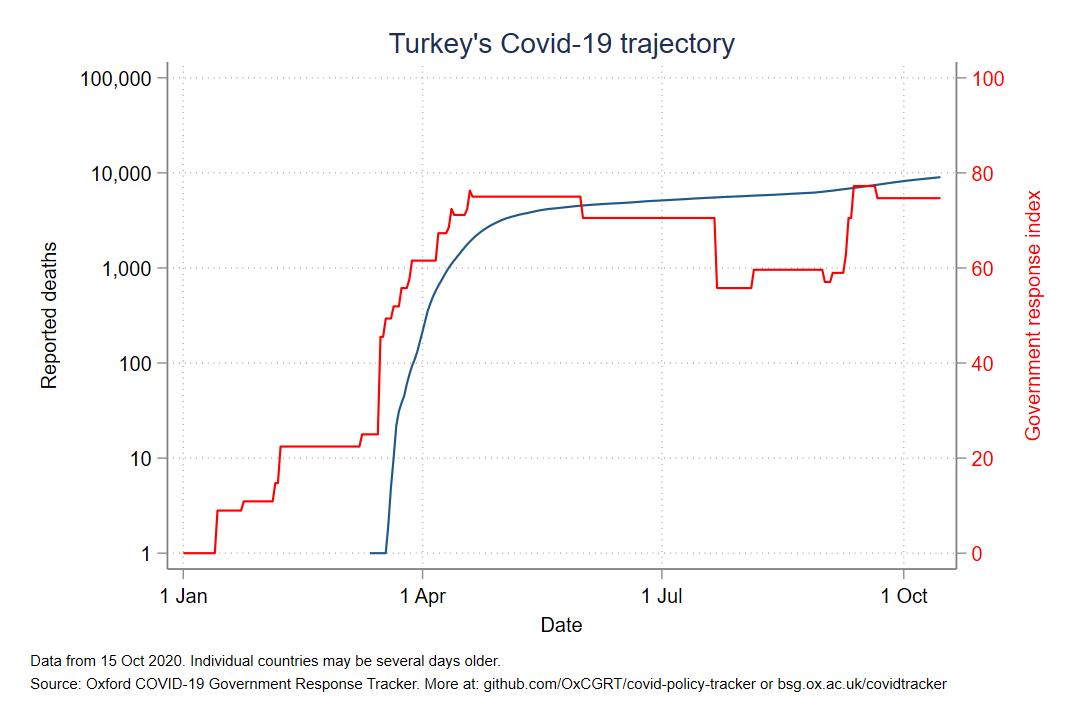 Turkey's Covid-19 trajectory
100,000
10,000
1,000
100
10
1
Reported deaths
100
80
60
40
20
0
Government response index
1 Jan
1 Apr
1 Jul
1 Oct
Date
Data from 15 Oct 2020. Individual countries may be several days older.
Source: Oxford COVID-19 Government Response Tracker. More at: github.com/OxCGRT/covid-policy-tracker or bsg.ox.ac.uk/covidtracker